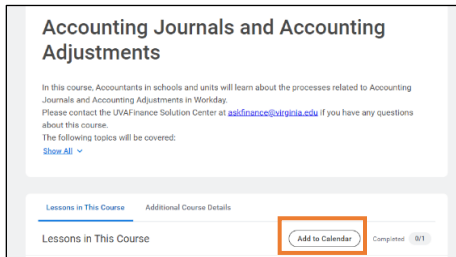 Accounting Journals and Accounting
Adjustments
In this course, Accountants in schools and units will learn about the processes related to Accounting
Journals and Accounting Adjustments in Workday.
Please contact the UVAFinance Solution Center at askfinance@virginia.edu if you have any questions
about this course.
The following topics will be covered:
Show All
Lessons in This Course Additional Course Details
Lessons in This Course Add to Calendar Completed 0/1